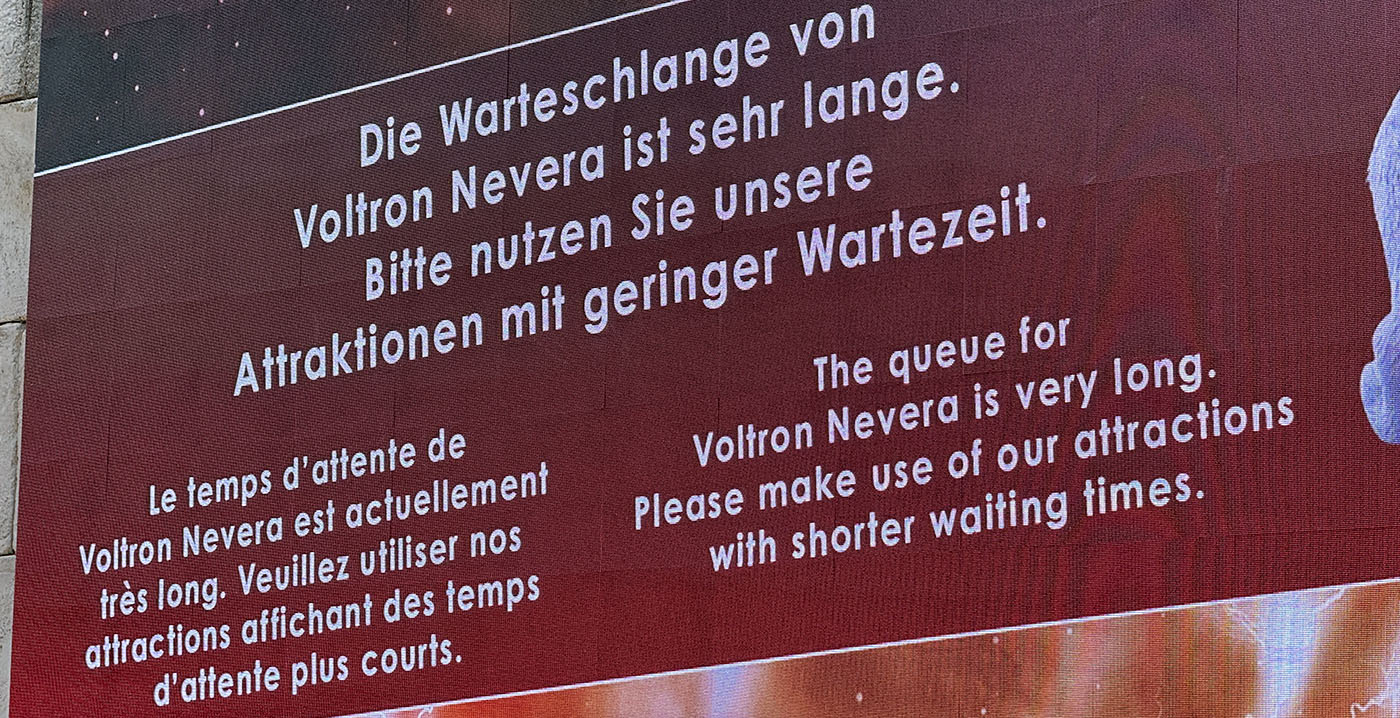 Die Warteschlange von
Voltron Nevera ist sehr lange.
Bitte nutzen Sie unsere
Attraktionen mit geringer Wartezeit.
Le temps d'attente de
Voltron Nevera est actuellement
très long. Veuillez utiliser nos
attractions affichant des temps
d'attente plus courts.
The queue for
Voltron Nevera is very long.
Please make use of our attractions
with shorter waiting times.